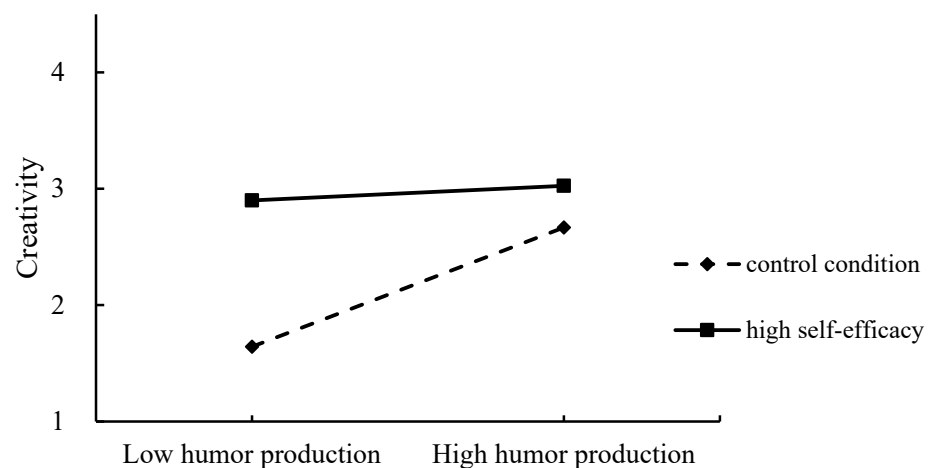 4
3
2
1
Creativity
Low humor production
High humor production
control condition
high self-efficacy